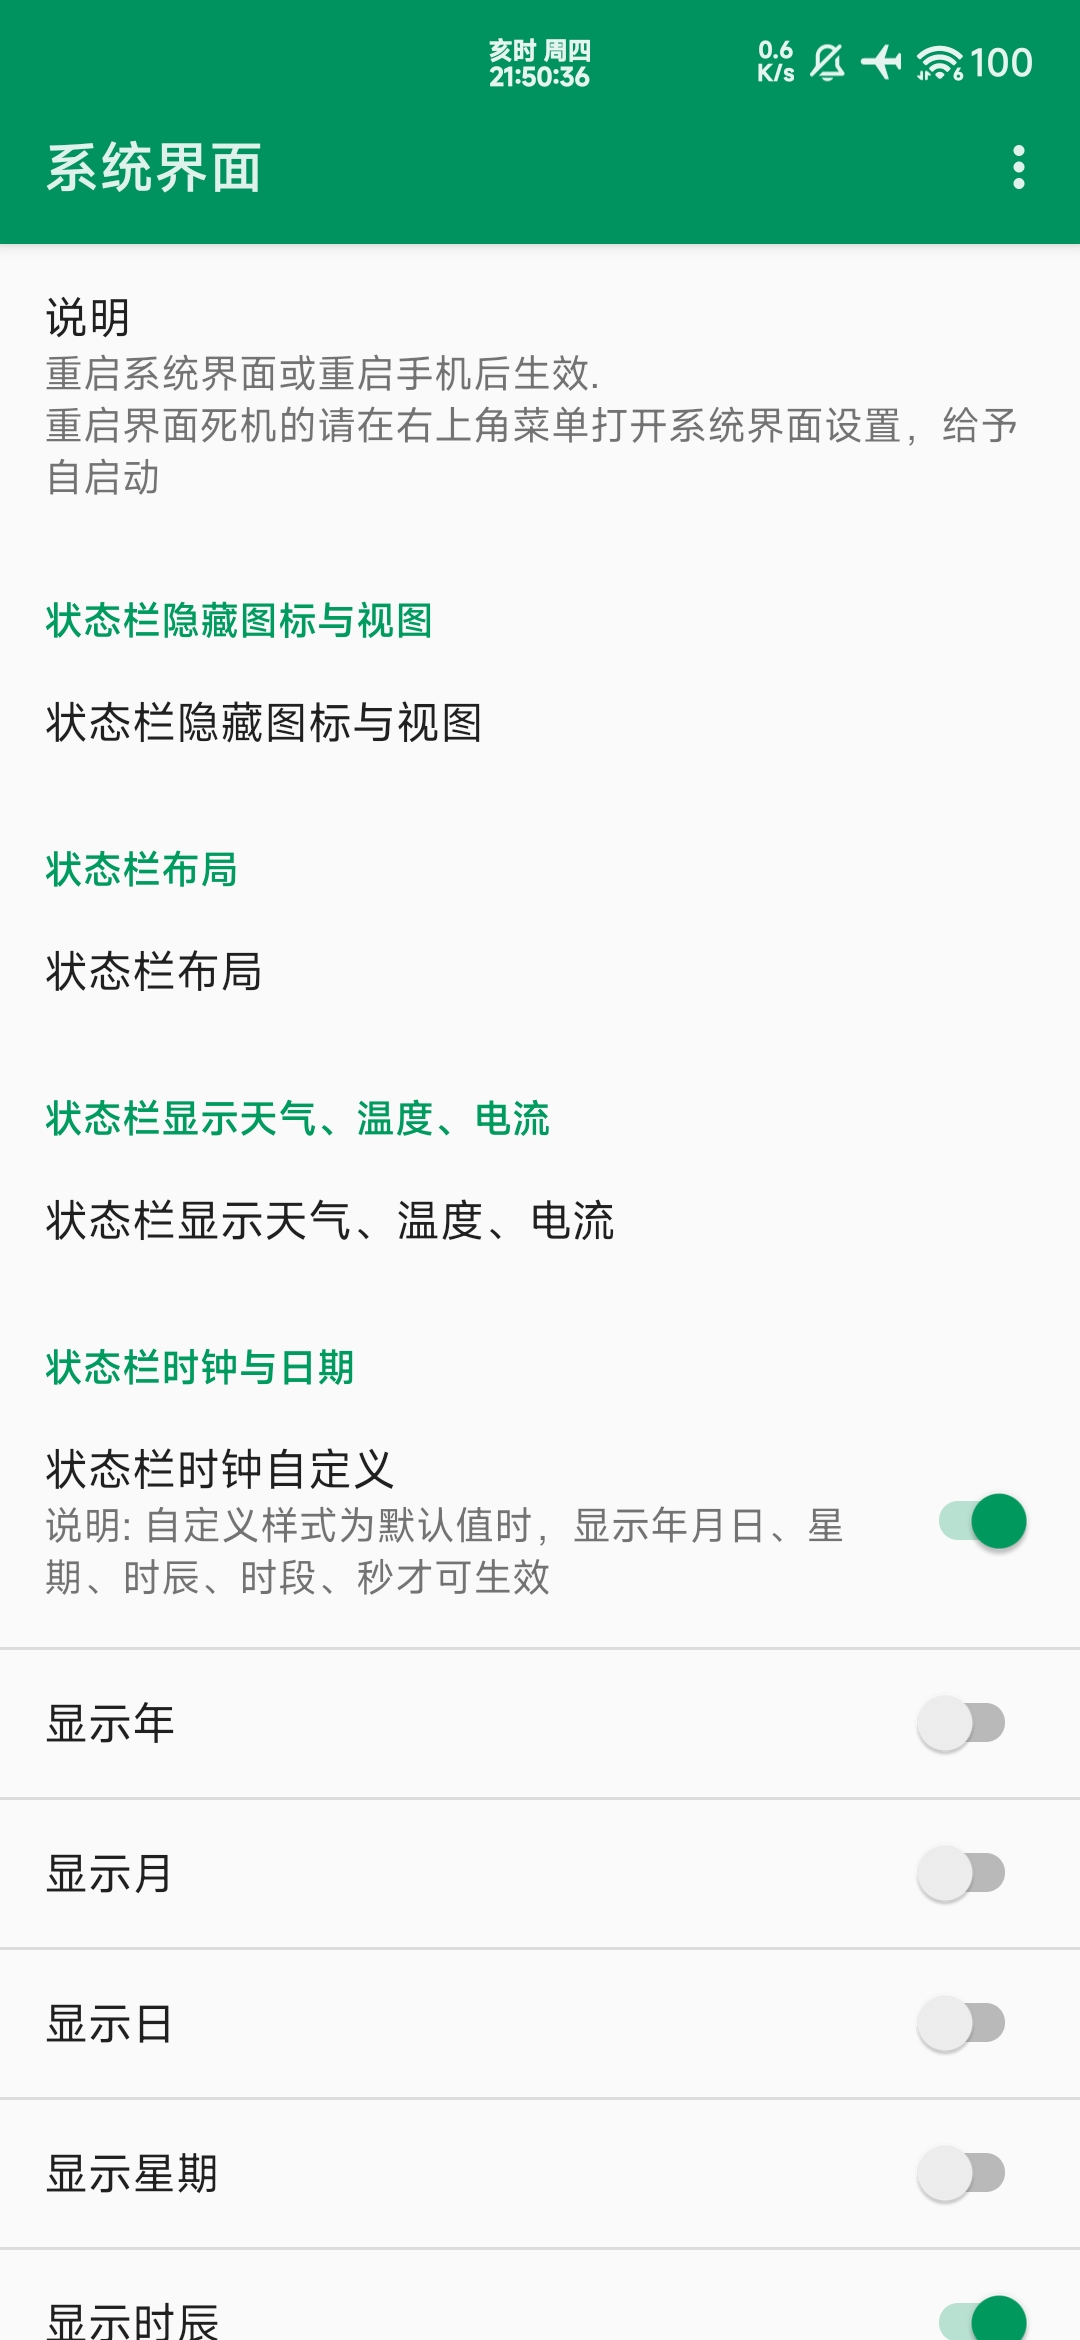 亥时 周四
21:50:36
0.6
K/s
6
100
系统界面
说明
重启系统界面或重启手机后生效.
重启界面死机的请在右上角菜单打开系统界面设置，给予
自启动
状态栏隐藏图标与视图
状态栏隐藏图标与视图
状态栏布局
状态栏布局
状态栏显示天气、温度、电流
状态栏显示天气、温度、电流
状态栏时钟与日期
状态栏时钟自定义
说明: 自定义样式为默认值时，显示年月日、星
期、时辰、时段、秒才可生效
显示年
显示月
显示日
显示星期
显示时辰